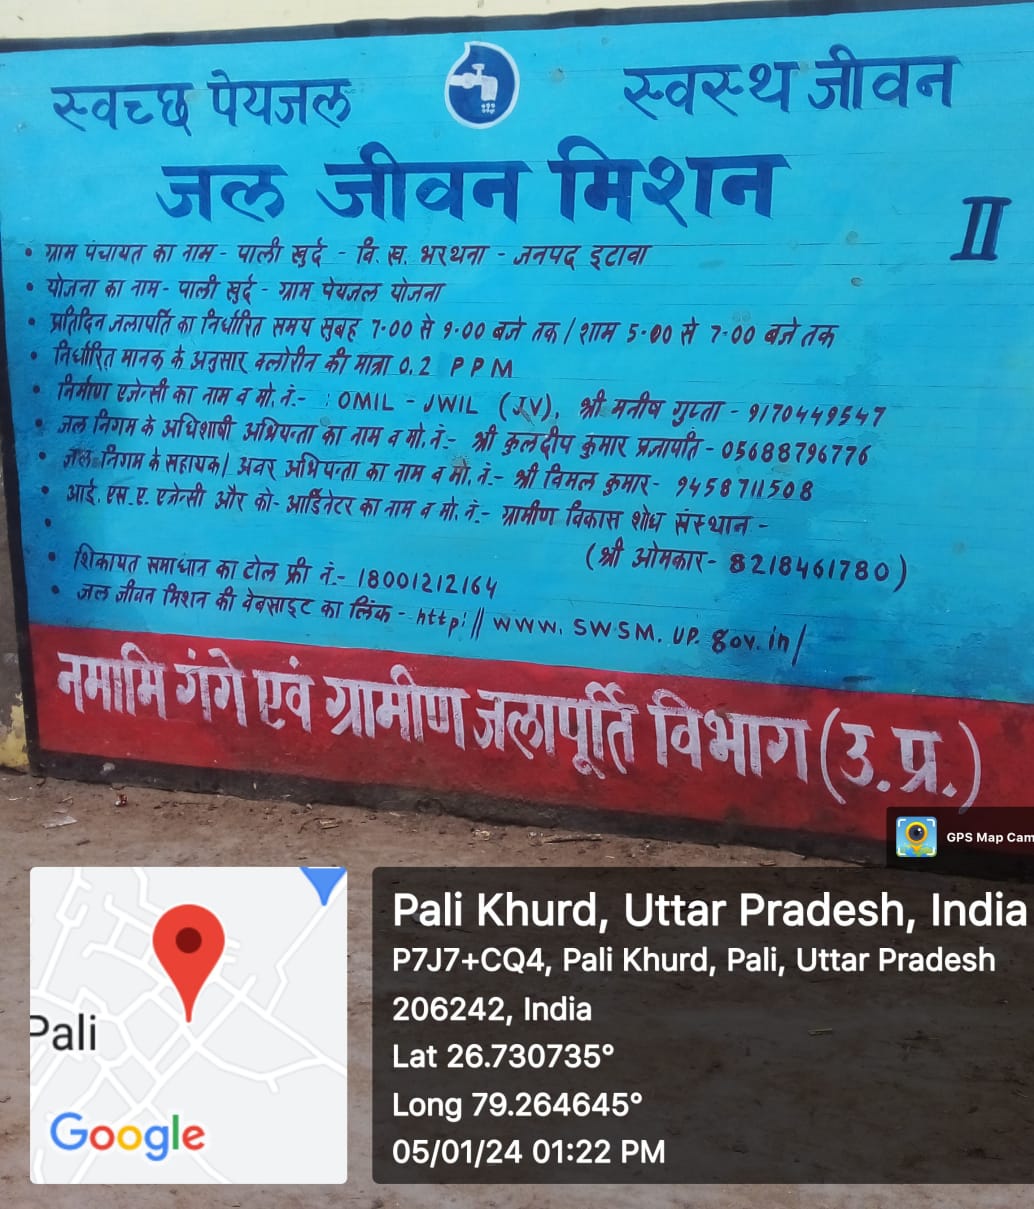 स्वच्छ पेयजल
स्वस्थ जीवन
जल जीवन मिशन
II
• ग्राम पंचायत का नाम - पाली खुर्द - वि. ख. भरथना - जनपद इटावा
• योजना का नाम - पाली खुर्द - ग्राम पेयजल योजना
• प्रतिदिन जलापर्ति का निर्धारित समय सुबह 7.00 से 9.00 बजे तक / शाम 5.00 से 7.00 बजे तक
• निर्धारित मानक के अनुसार क्लोरीन की मात्रा 0.2 PPM
• निर्माण एजेन्सी का नाम व मो. नं.- : OMIL - JWIL (JV), श्री मनीष गुप्ता - 9170449547
• जल निगम के अधिशाषी अभियन्ता का नाम व मो. नं.- श्री कुलदीप कुमार प्रजापति - 05688796776
• जल निगम के सहायक/ अवर अभियन्ता का नाम व मो. नं.- श्री विमल कुमार- 9458711508
• आई. एस. ए. एजेन्सी और को- आर्डिनेटर का नाम व मो. नं.- ग्रामीण विकास शोध संस्थान -
• (श्री ओमकार- 8218461780)
• शिकायत समाधान का टोल फ्री नं.- 18001212164
• जल जीवन मिशन की वेबसाइट का लिंक - http:// www. SWSM. UP. gov. in/
नमामि गंगे एवं ग्रामीण जलापूर्ति विभाग (उ.प्र.)
GPS Map Cam
Pali Khurd, Uttar Pradesh, India
P7J7+CQ4, Pali Khurd, Pali, Uttar Pradesh
206242, India
Lat 26.730735°
Long 79.264645°
05/01/24 01:22 PM
Pali
Google